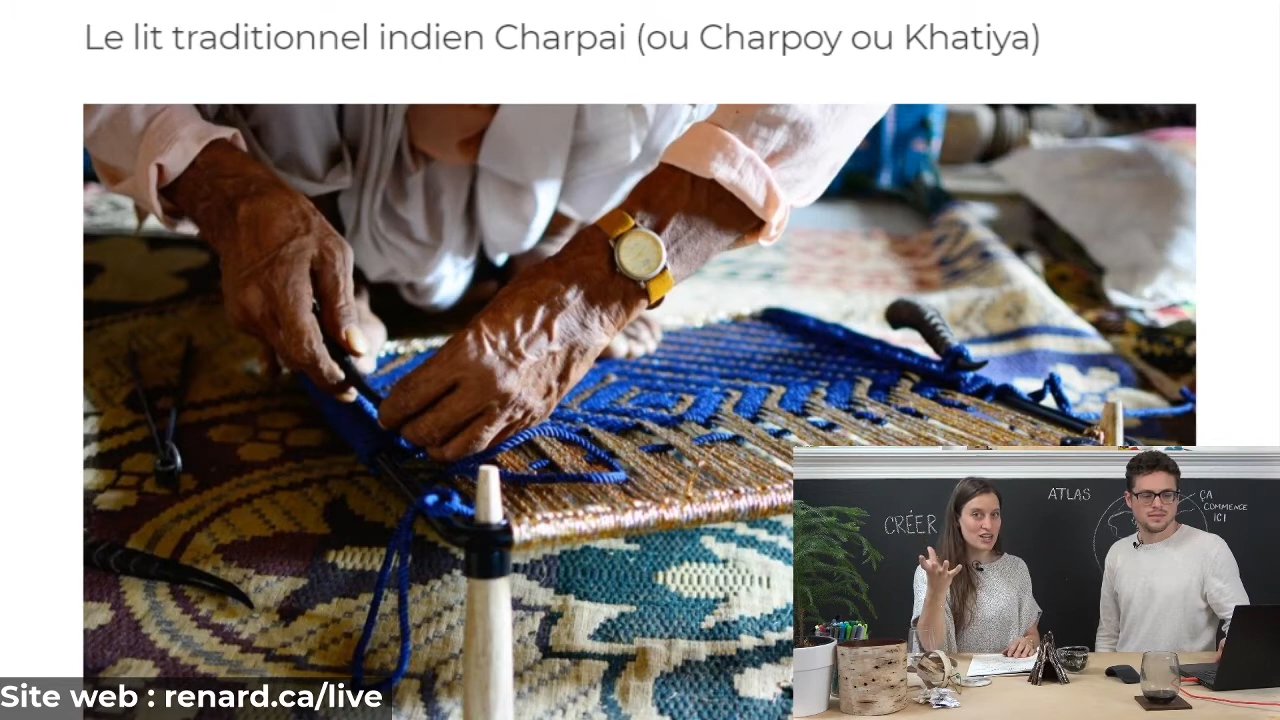 Le lit traditionnel indien Charpai (ou Charpoy ou Khatiya)
CRÉER
ATLAS
ÇA
COMMENCE
ICI
Site web : renard.ca/live